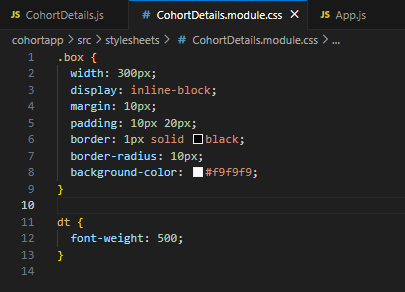 CohortDetails.js
# CohortDetails.module.css ×
App.js
cohortapp > src > stylesheets > # CohortDetails.module.css > ...
1 .box {
2   width: 300px;
3   display: inline-block;
4   margin: 10px;
5   padding: 10px 20px;
6   border: 1px solid black;
7   border-radius: 10px;
8   background-color: #f9f9f9;
9 }
10
11 dt {
12   font-weight: 500;
13 }
14